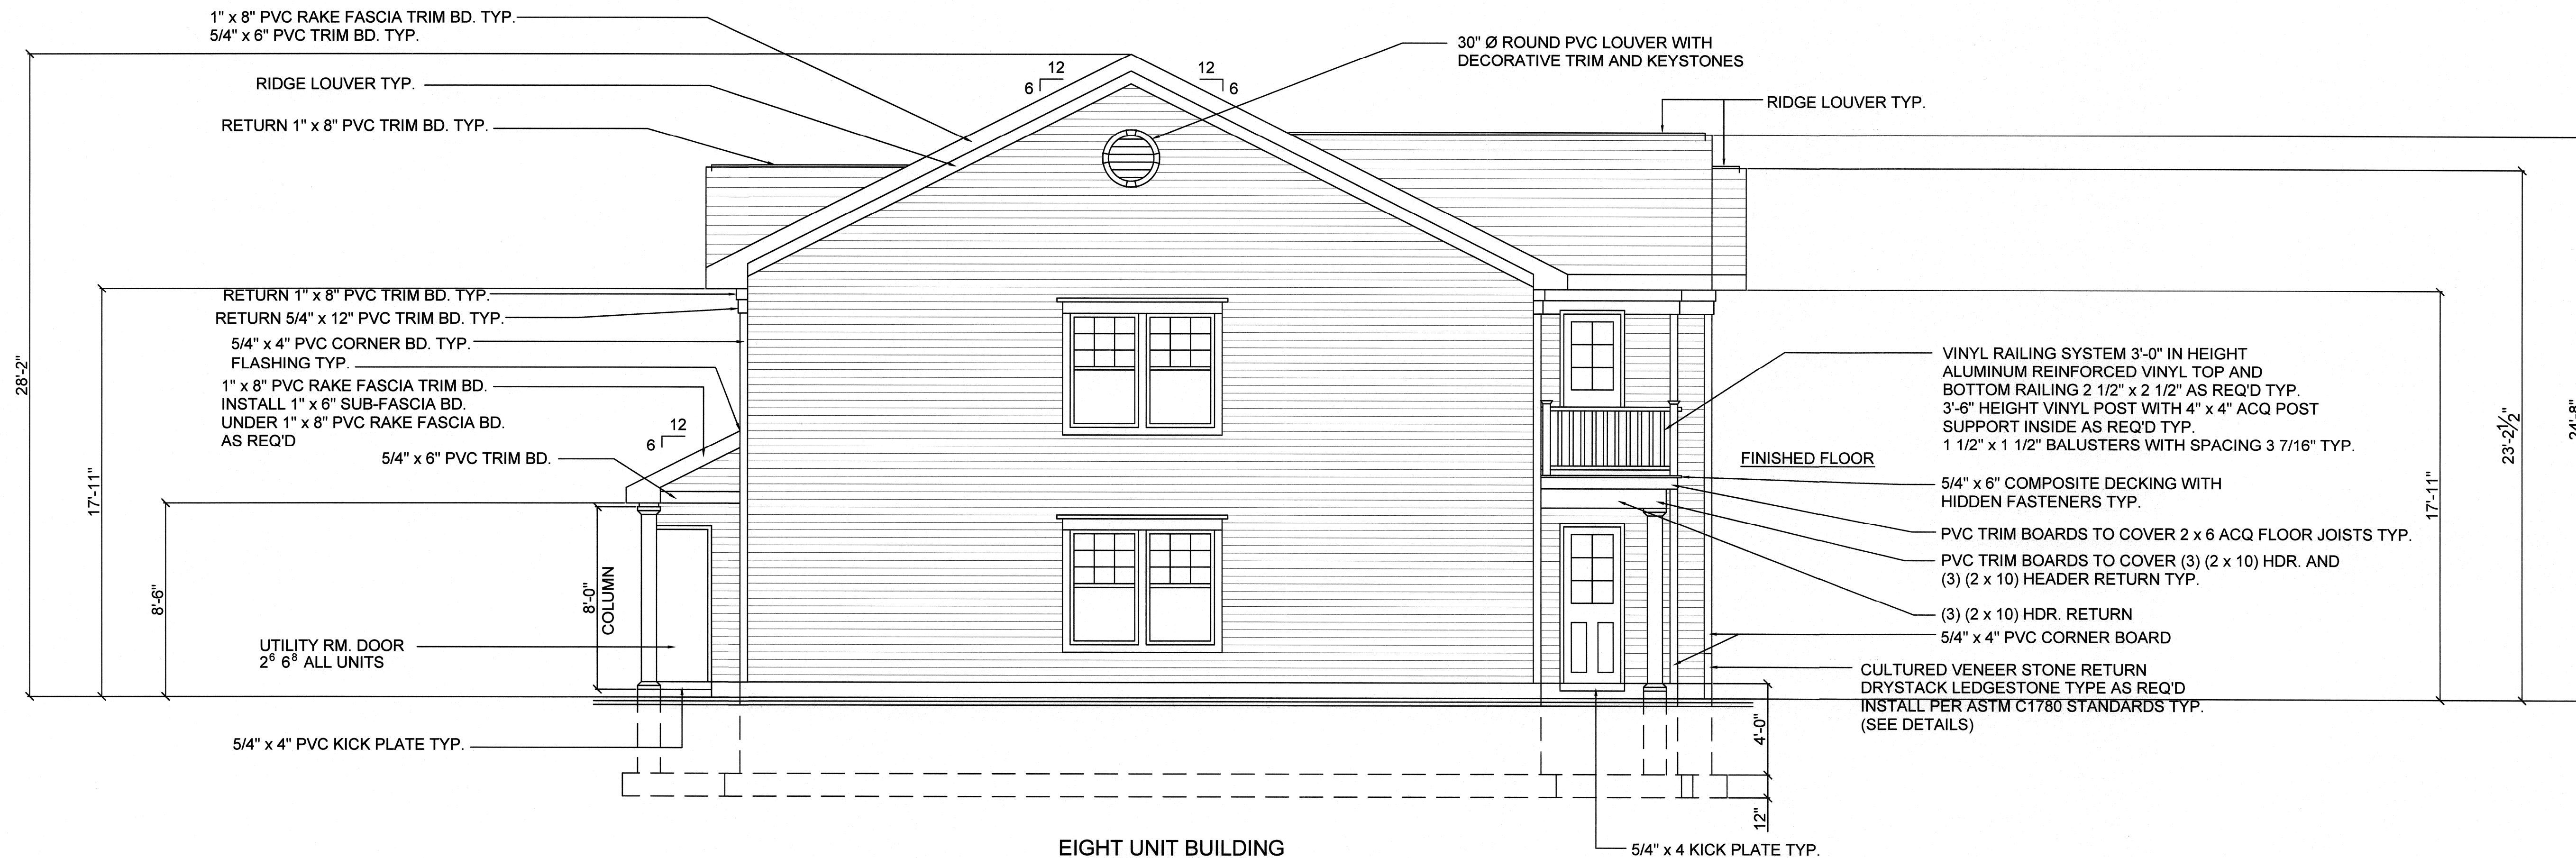 1" x 8" PVC RAKE FASCIA TRIM BD. TYP.
5/4" x 6" PVC TRIM BD. TYP.
RIDGE LOUVER TYP.
RETURN 1" x 8" PVC TRIM BD. TYP.
12
6
12
6
30" Ø ROUND PVC LOUVER WITH
DECORATIVE TRIM AND KEYSTONES
RIDGE LOUVER TYP.
RETURN 1" x 8" PVC TRIM BD. TYP.
RETURN 5/4" x 12" PVC TRIM BD. TYP.
5/4" x 4" PVC CORNER BD. TYP.
FLASHING TYP.
1" x 8" PVC RAKE FASCIA TRIM BD.
INSTALL 1" x 6" SUB-FASCIA BD.
UNDER 1" x 8" PVC RAKE FASCIA BD.
AS REQ'D
12
6
5/4" x 6" PVC TRIM BD.
28'-2"
17'-11"
8'-6"
8'-0"
COLUMN
UTILITY RM. DOOR
2⁶ 6⁸ ALL UNITS
5/4" x 4" PVC KICK PLATE TYP.
VINYL RAILING SYSTEM 3'-0" IN HEIGHT
ALUMINUM REINFORCED VINYL TOP AND
BOTTOM RAILING 2 1/2" x 2 1/2" AS REQ'D TYP.
3'-6" HEIGHT VINYL POST WITH 4" x 4" ACQ POST
SUPPORT INSIDE AS REQ'D TYP.
1 1/2" x 1 1/2" BALUSTERS WITH SPACING 3 7/16" TYP.
FINISHED FLOOR
5/4" x 6" COMPOSITE DECKING WITH
HIDDEN FASTENERS TYP.
PVC TRIM BOARDS TO COVER 2 x 6 ACQ FLOOR JOISTS TYP.
PVC TRIM BOARDS TO COVER (3) (2 x 10) HDR. AND
(3) (2 x 10) HEADER RETURN TYP.
(3) (2 x 10) HDR. RETURN
5/4" x 4" PVC CORNER BOARD
CULTURED VENEER STONE RETURN
DRYSTACK LEDGESTONE TYPE AS REQ'D
INSTALL PER ASTM C1780 STANDARDS TYP.
(SEE DETAILS)
17'-11"
23'-2½"
24'-8"
4'-0"
12"
5/4" x 4 KICK PLATE TYP.
EIGHT UNIT BUILDING